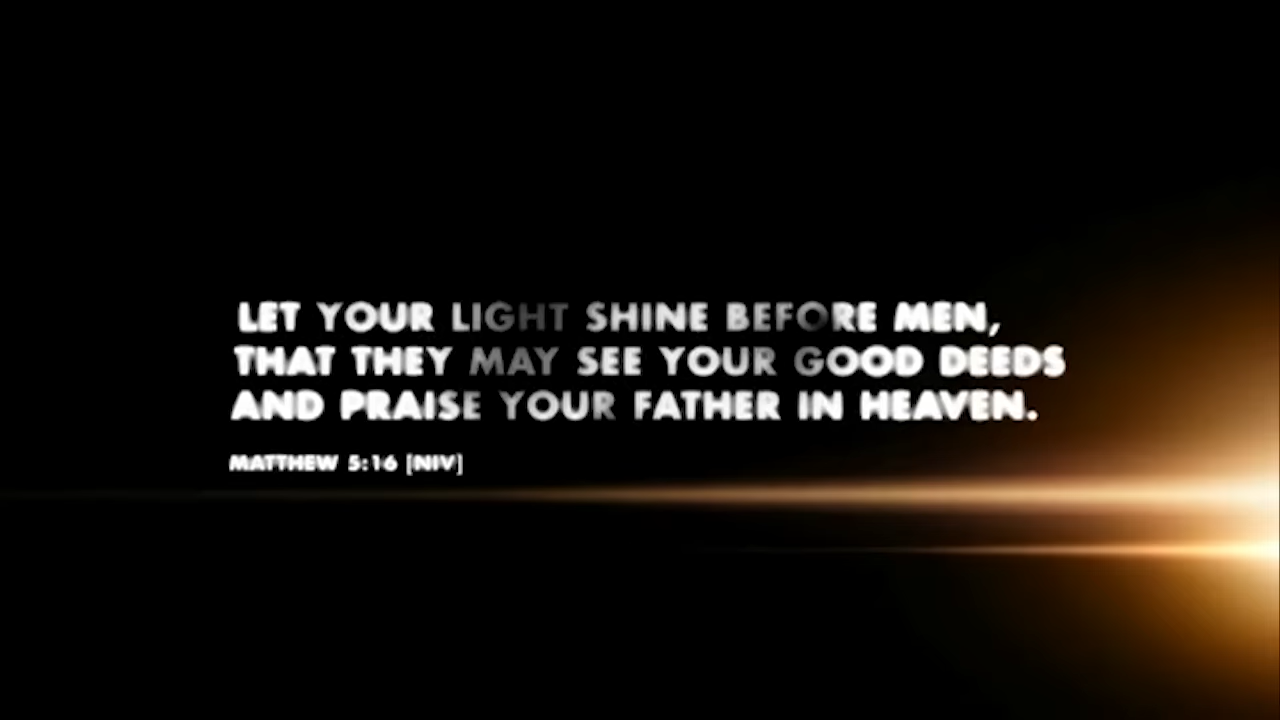 LET YOUR LIGHT SHINE BEFORE MEN,
THAT THEY MAY SEE YOUR GOOD DEEDS
AND PRAISE YOUR FATHER IN HEAVEN.
MATTHEW 5:16 [NIV]